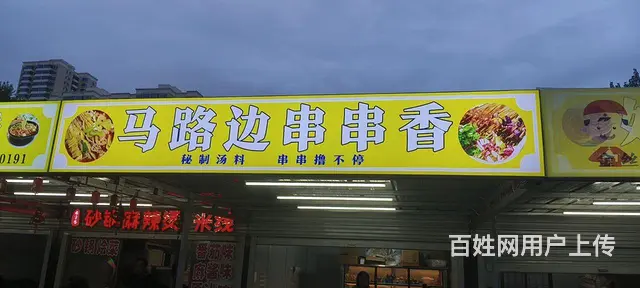 马路边串串香
秘制汤料 串串撸不停
0191
砂锅麻辣烫 米线
百姓网用户上传